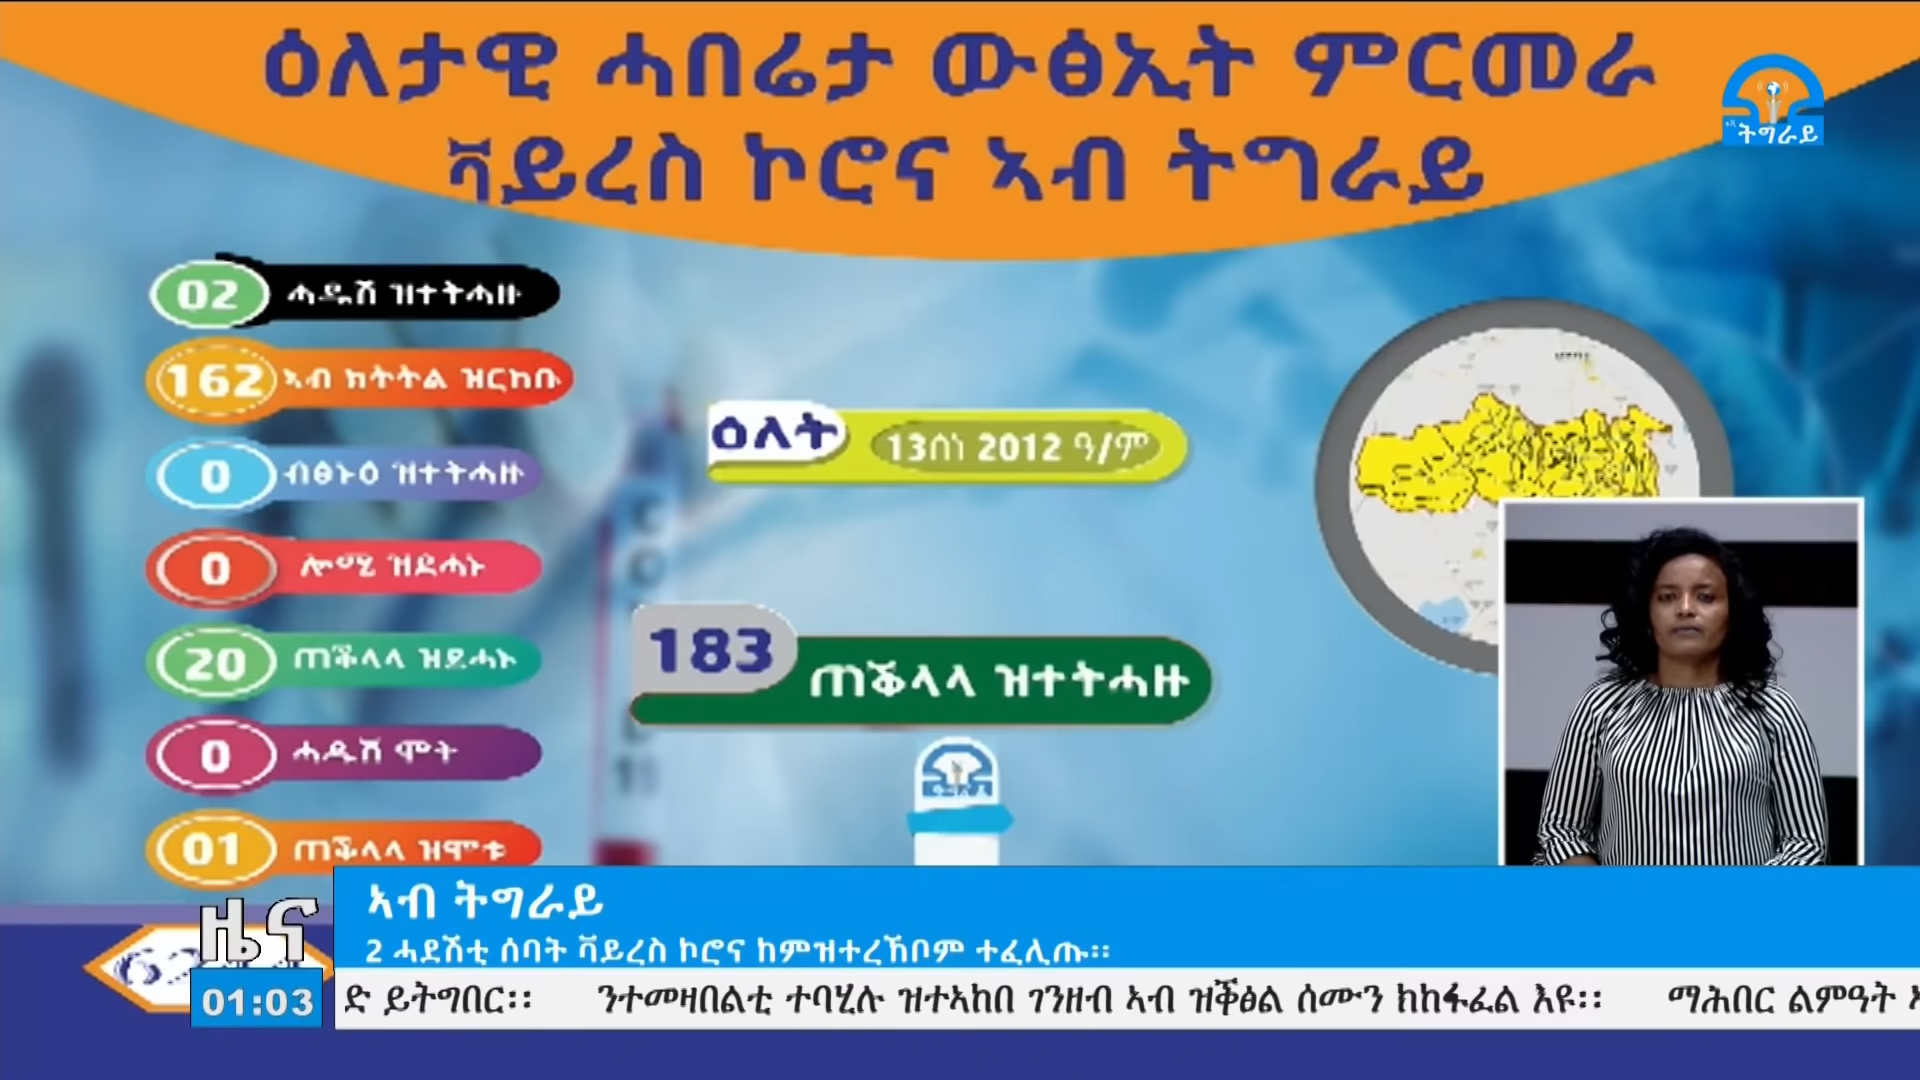 ዕለታዊ ሓበሬታ ውፅኢት ምርመራ
ቫይረስ ኮሮና ኣብ ትግራይ
ትግራይ
02 ሓዱሽ ዝተትሓዙ
162 ኣብ ክትትል ዝርከቡ
0 ብፅኑዕ ዝተትሓዙ
0 ሎሚ ዝደሓኑ
20 ጠቕላላ ዝደሓኑ
0 ሓዱሽ ሞት
01 ጠቕላላ ዝሞቱ
ዕለት 13ሰነ 2012 ዓ/ም
183 ጠቕላላ ዝተትሓዙ
ዜና
01:03
ኣብ ትግራይ
2 ሓደሽቲ ሰባት ቫይረስ ኮሮና ከምዝተረኸቦም ተፈሊጡ፡፡
ድ ይትግበር፡፡ ንተመዛበልቲ ተባሂሉ ዝተኣከበ ገንዘብ ኣብ ዝቕፅል ሰሙን ክከፋፈል እዩ፡፡ ማሕበር ልምዓት